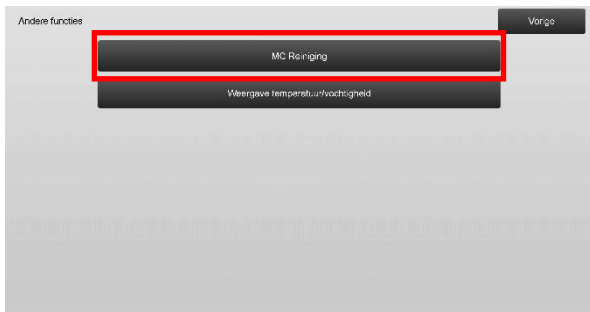 Andere functies
Vorige
MC Reiniging
Weergave temperatuur/vochtigheid